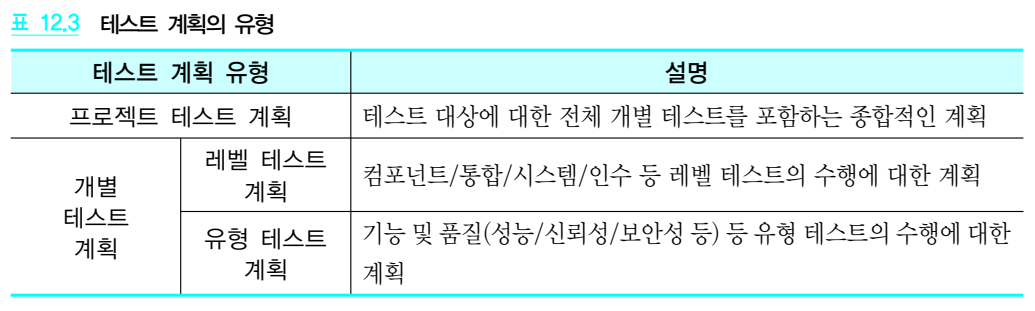 표 12.3 테스트 계획의 유형
테스트 계획 유형 설명
프로젝트 테스트 계획 테스트 대상에 대한 전체 개별 테스트를 포함하는 종합적인 계획
개별
테스트
계획
레벨 테스트
계획
컴포넌트/통합/시스템/인수 등 레벨 테스트의 수행에 대한 계획
유형 테스트
계획
기능 및 품질(성능/신뢰성/보안성 등) 등 유형 테스트의 수행에 대한
계획